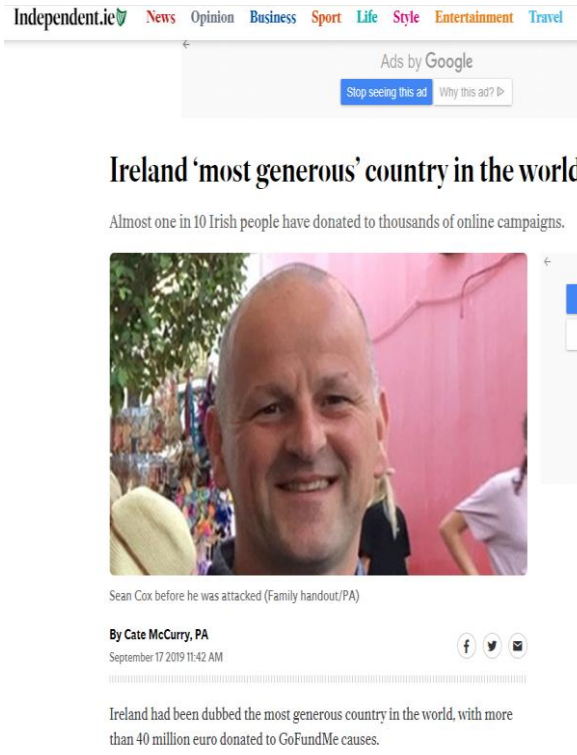 Independent.ie News Opinion Business Sport Life Style Entertainment Travel
Ads by Google
Stop seeing this ad Why this ad?
Ireland ‘most generous’ country in the world
Almost one in 10 Irish people have donated to thousands of online campaigns.
Sean Cox before he was attacked (Family handout/PA)
By Cate McCurry, PA
September 17 2019 11:42 AM
Ireland had been dubbed the most generous country in the world, with more
than 40 million euro donated to GoFundMe causes.